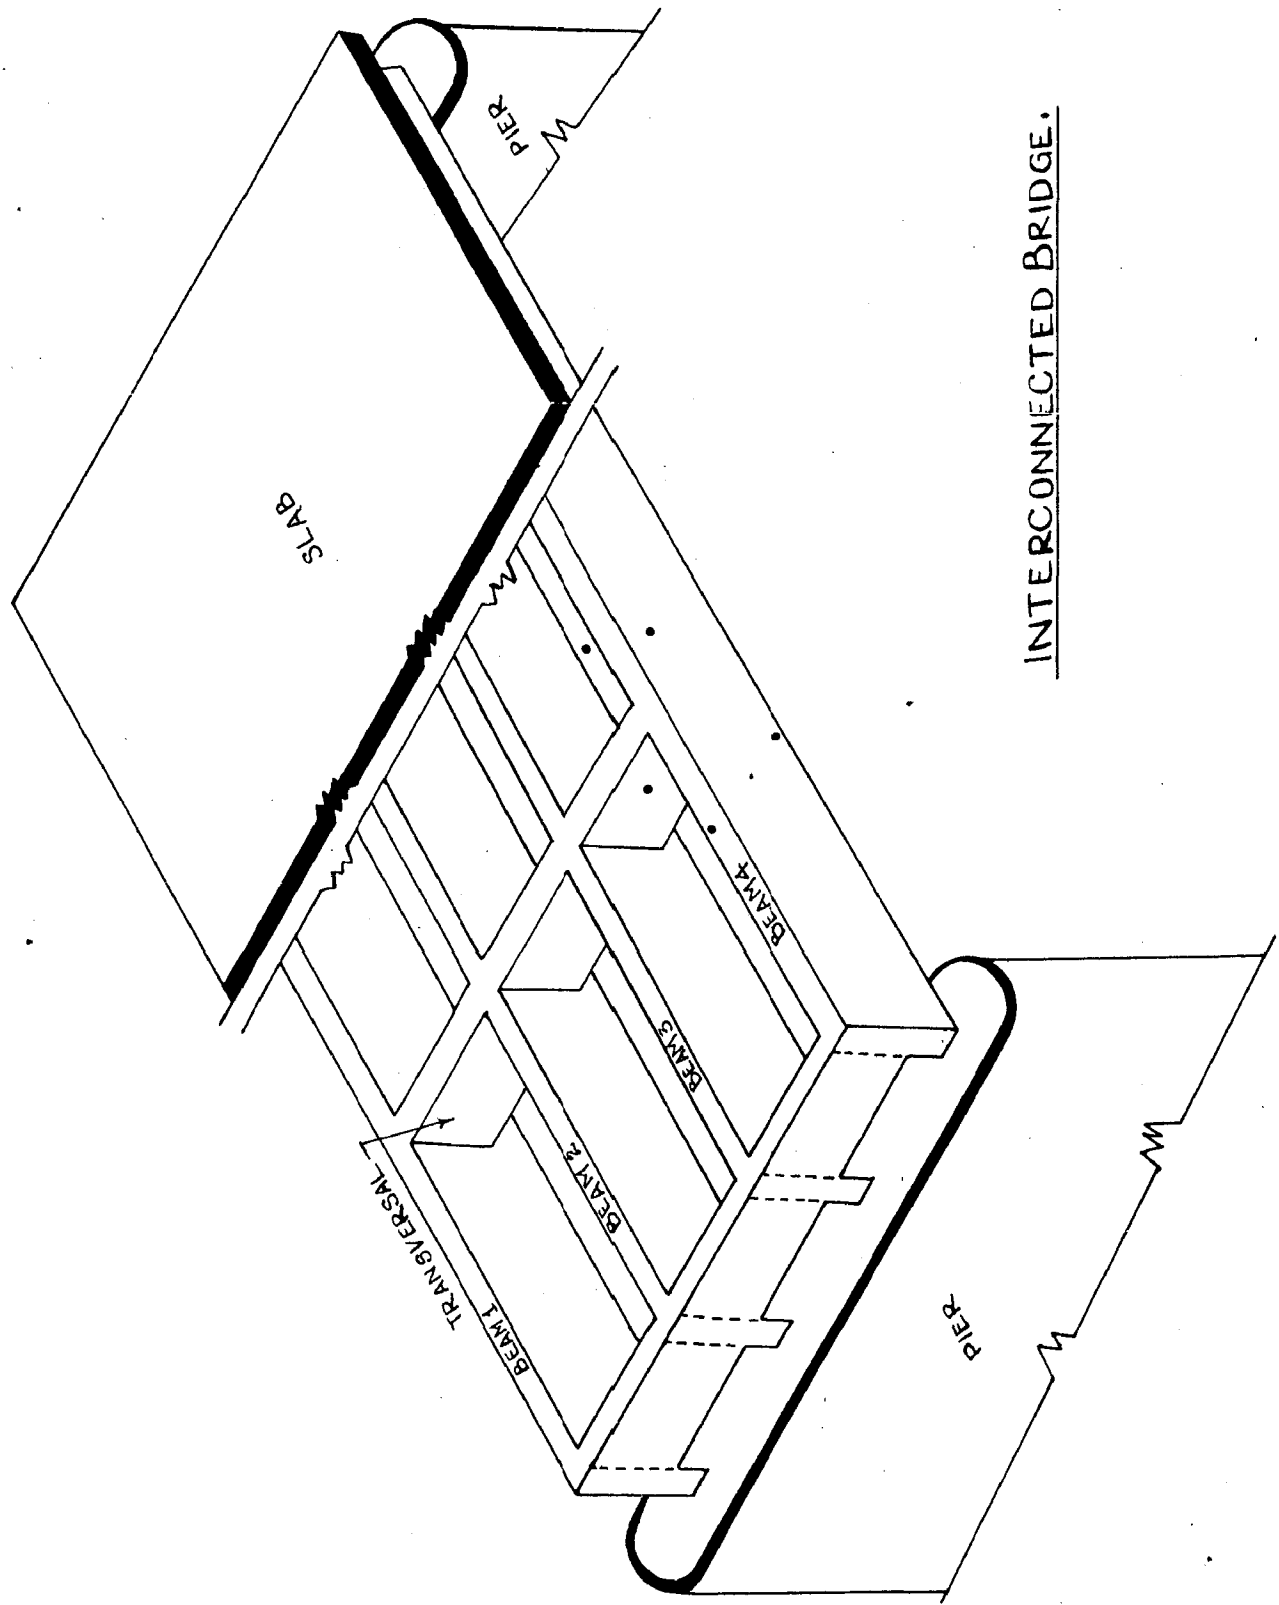 PIER
SLAB
TRANSVERSAL
BEAM 1
BEAM 2
BEAM 3
BEAM 4
PIER
INTERCONNECTED BRIDGE.